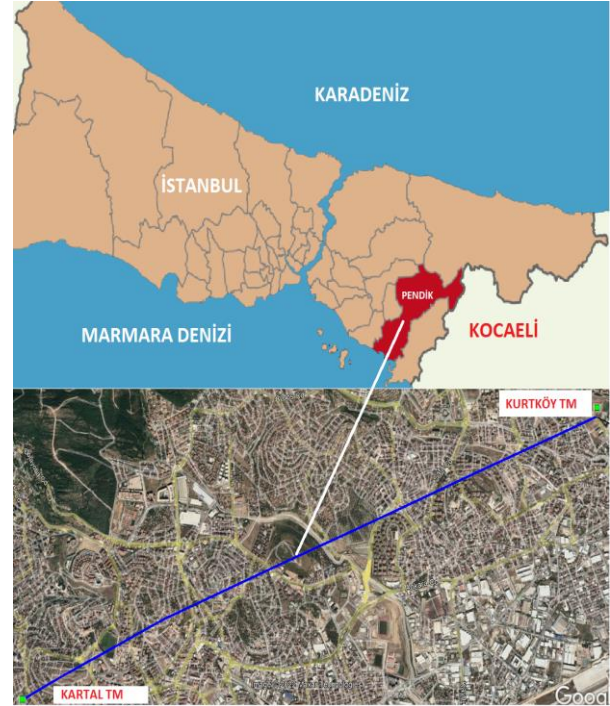 KARADENİZ
İSTANBUL
PENDİK
MARMARA DENİZİ
KOCAELİ
KURTKÖY TM
KARTAL TM
Goog